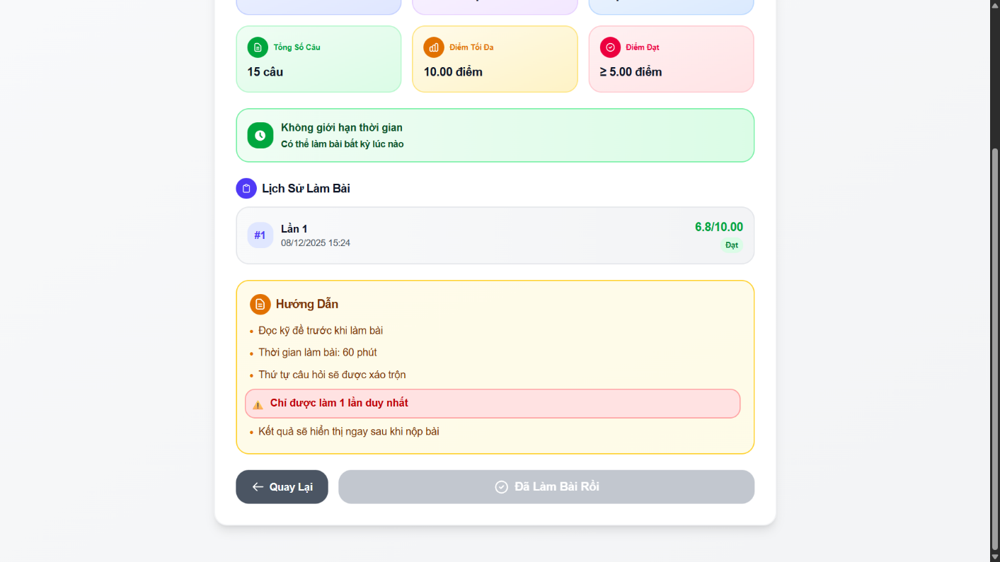 Tổng Số Câu
15 câu
Điểm Tối Đa
10.00 điểm
Điểm Đạt
≥ 5.00 điểm
Không giới hạn thời gian
Có thể làm bài bất kỳ lúc nào
Lịch Sử Làm Bài
#1
Lần 1
08/12/2025 15:24
6.8/10.00
Đạt
Hướng Dẫn
• Đọc kỹ đề trước khi làm bài
• Thời gian làm bài: 60 phút
• Thứ tự câu hỏi sẽ được xáo trộn
Chỉ được làm 1 lần duy nhất
• Kết quả sẽ hiển thị ngay sau khi nộp bài
Quay Lại
Đã Làm Bài Rồi